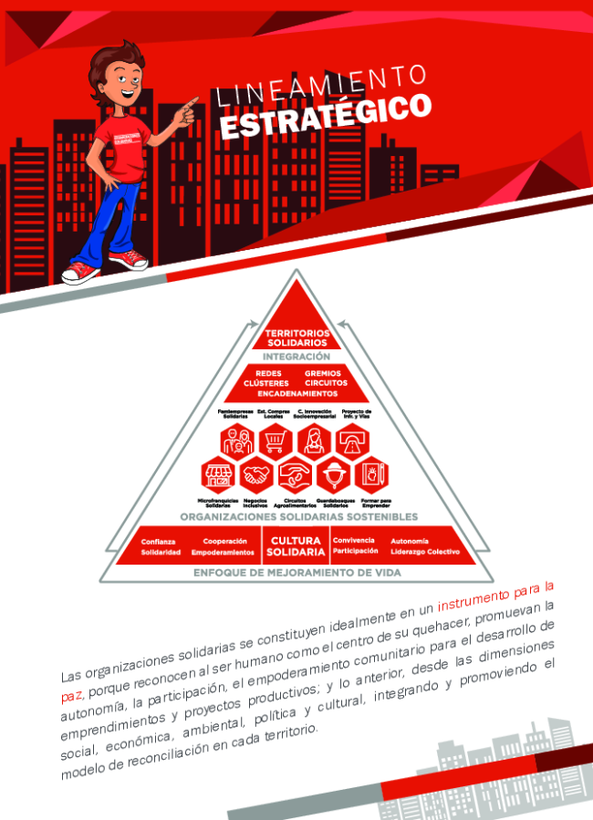 LINEAMIENTO
ESTRATÉGICO
TERRITORIOS
SOLIDARIOS
INTEGRACIÓN
REDES GREMIOS
CLÚSTERES CIRCUITOS
ENCADENAMIENTOS
Famiempresas Est. Compras C. Innovación Proyecto de
Solidarias Locales Socioempresarial Infr. y Vías
Microfranquicias Negocios Circuitos Guardabosques Formar para
Solidarias Inclusivos Agroalimentarios Solidarios Emprender
ORGANIZACIONES SOLIDARIAS SOSTENIBLES
Confianza Cooperación CULTURA Convivencia Autonomía
Solidaridad Empoderamientos SOLIDARIA Participación Liderazgo Colectivo
ENFOQUE DE MEJORAMIENTO DE VIDA
Las organizaciones solidarias se constituyen idealmente en un instrumento para la
paz, porque reconocen al ser humano como el centro de su quehacer, promuevan la
autonomía, la participación, el empoderamiento comunitario para el desarrollo de
emprendimientos y proyectos productivos; y lo anterior, desde las dimensiones
social, económica, ambiental, política y cultural, integrando y promoviendo el
modelo de reconciliación en cada territorio.